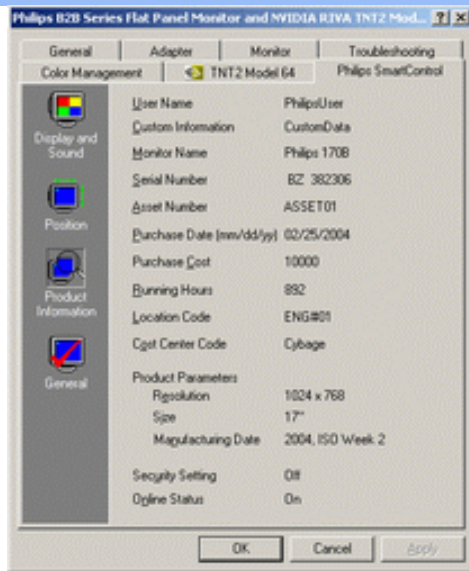 Philips B2B Series Flat Panel Monitor and NVIDIA RIVA TNT2 Mod...
General Adapter Monitor Troubleshooting
Color Management TNT2 Model 64 Philips SmartControl
Display and
Sound
Position
Product
Information
General
User Name PhilipsUser
Custom Information CustomData
Monitor Name Philips 170B
Serial Number BZ 382306
Asset Number ASSET01
Purchase Date (mm/dd/yy) 02/25/2004
Purchase Cost 10000
Running Hours 892
Location Code ENG#01
Cost Center Code Cybage
Product Parameters
Resolution 1024 x 768
Size 17"
Manufacturing Date 2004, ISO Week 2
Security Setting Off
Online Status On
OK Cancel Apply